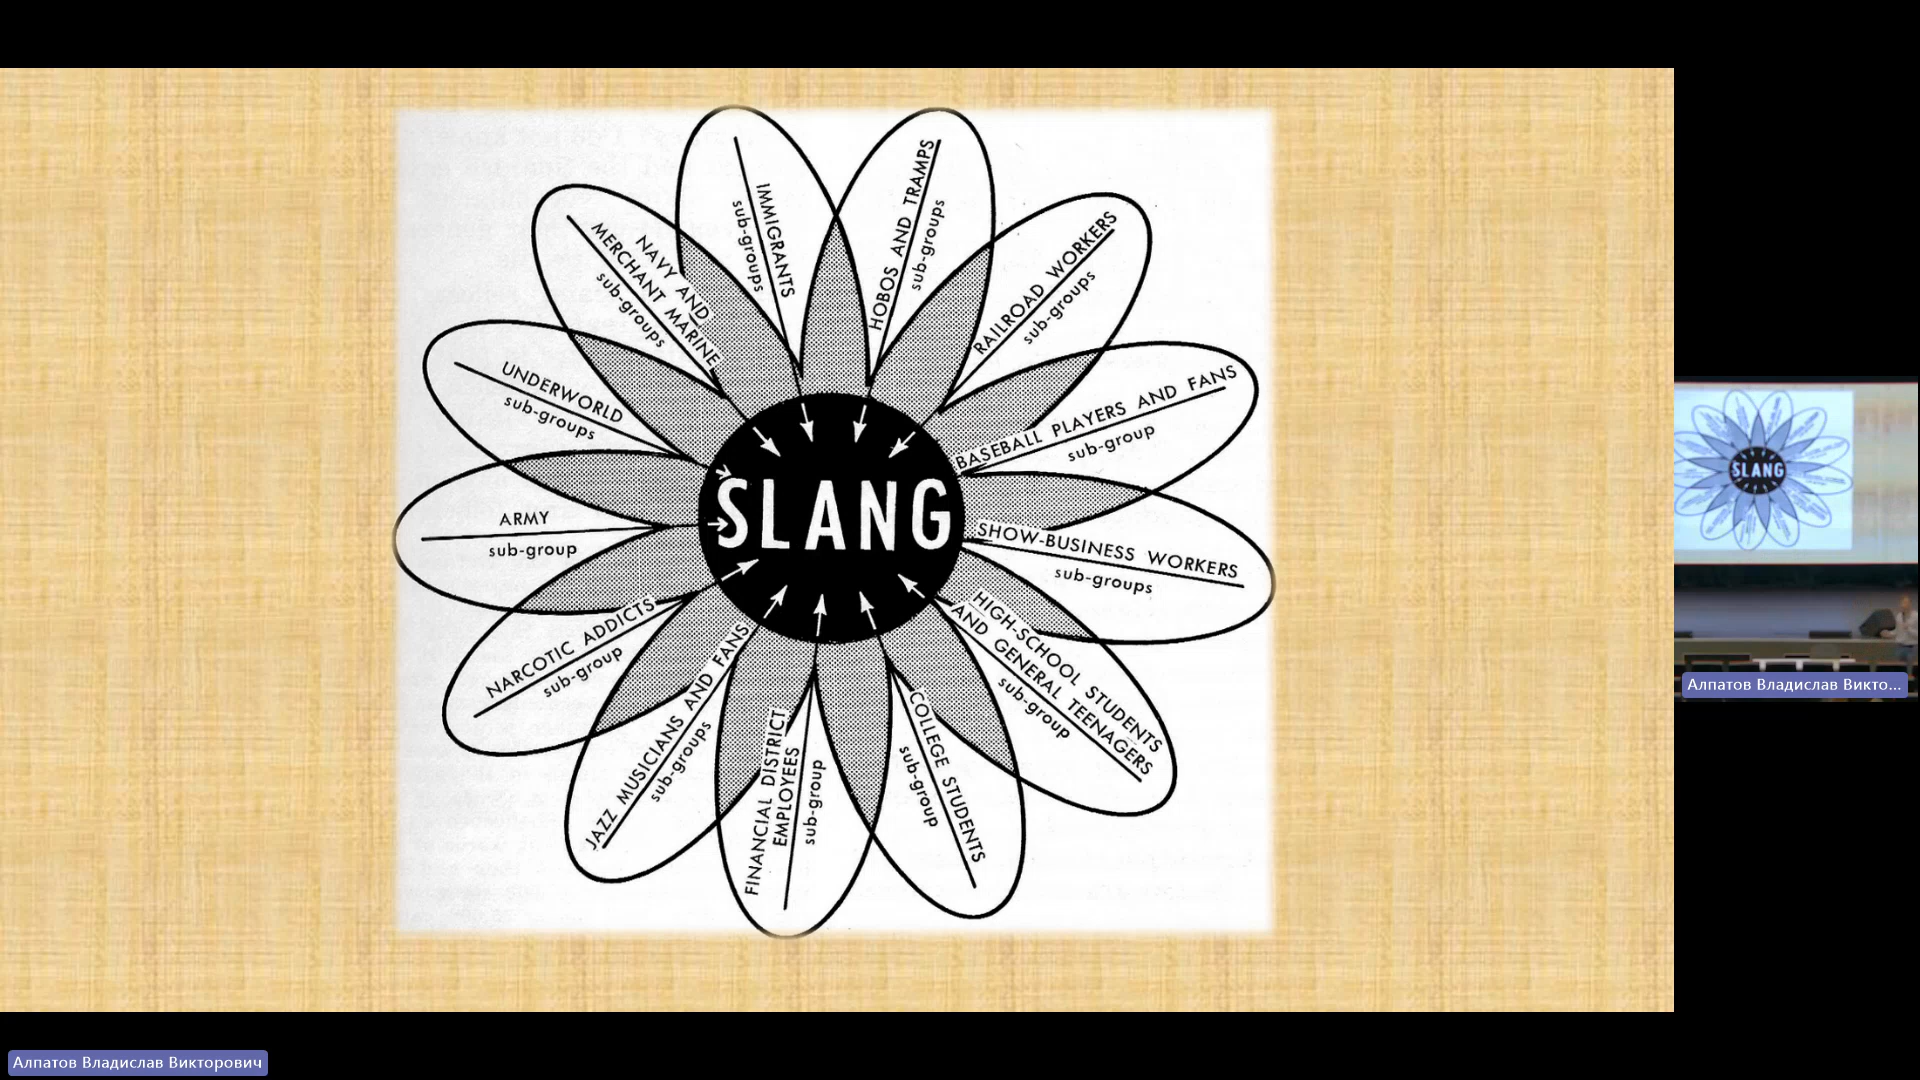 IMMIGRANTS
sub-groups
HOBOS AND TRAMPS
sub-groups
RAILROAD WORKERS
sub-groups
BASEBALL PLAYERS AND FANS
sub-group
SHOW-BUSINESS WORKERS
sub-groups
HIGH-SCHOOL STUDENTS
AND GENERAL TEENAGERS
sub-group
COLLEGE STUDENTS
sub-group
FINANCIAL DISTRICT
EMPLOYEES
sub-group
JAZZ MUSICIANS AND FANS
sub-groups
NARCOTIC ADDICTS
sub-group
ARMY
sub-group
UNDERWORLD
sub-groups
NAVY AND
MERCHANT MARINE
sub-groups
SLANG
SLANG
Алпатов Владислав Викто...
Алпатов Владислав Викторович